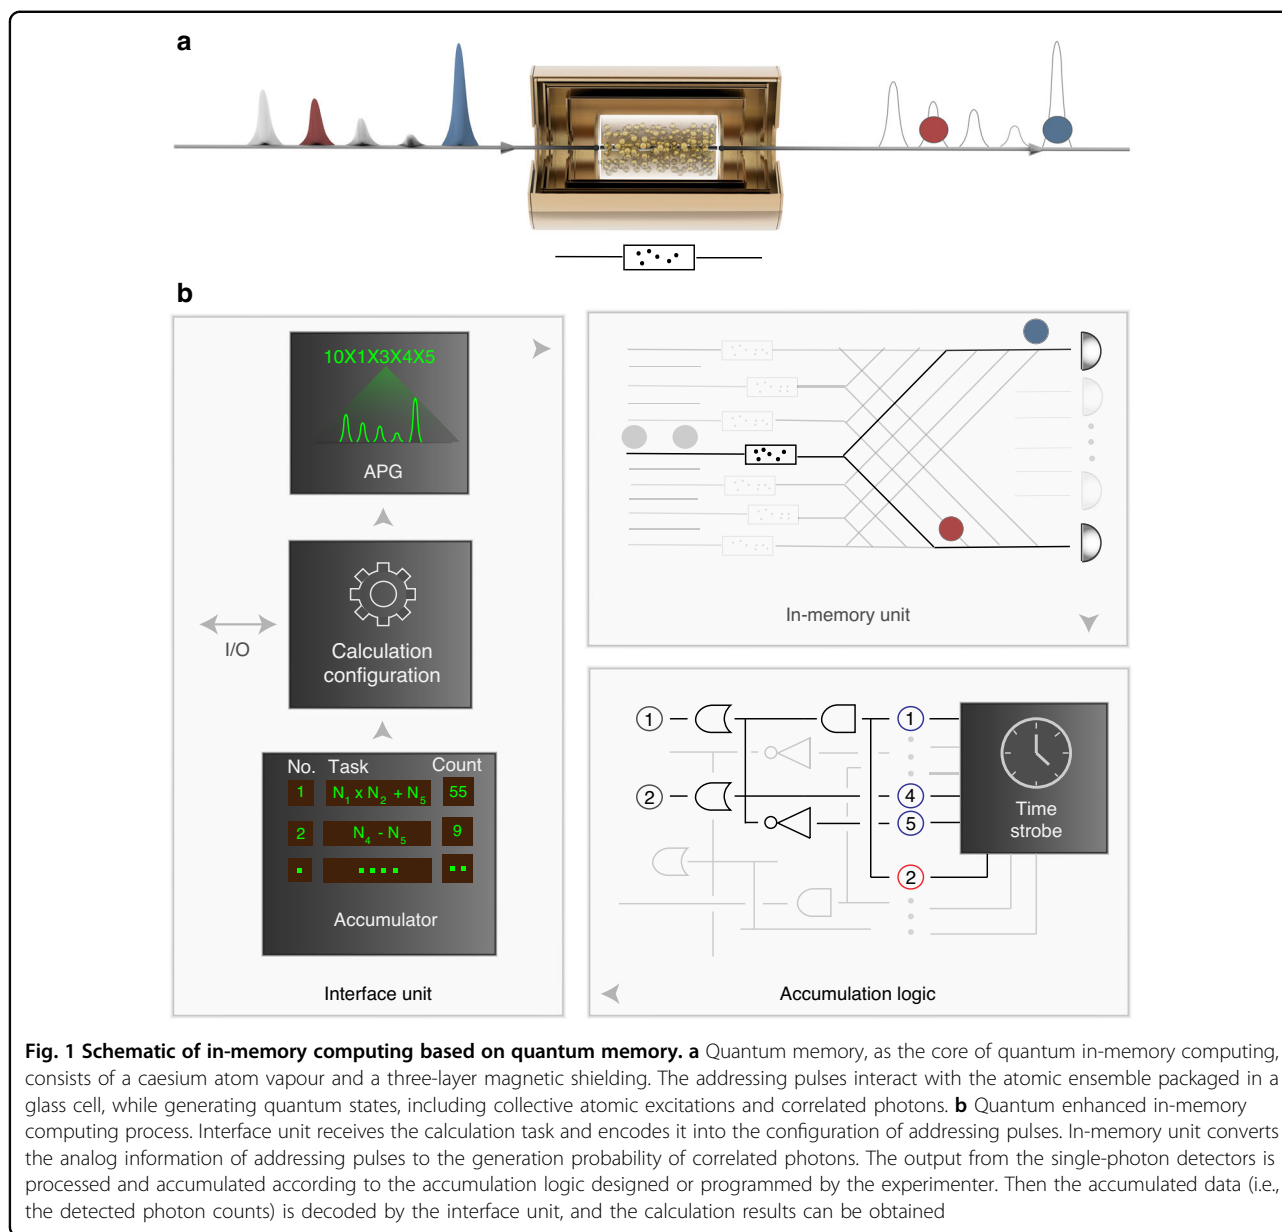 a
b
10X1X3X4X5
APG
I/O
Calculation
configuration
No. Task Count
1 N1 x N2 + N5 55
2 N4 - N5 9
Accumulator
Interface unit
In-memory unit
1 1
2 4
5
2
Time
strobe
Accumulation logic
Fig. 1 Schematic of in-memory computing based on quantum memory. a Quantum memory, as the core of quantum in-memory computing,
consists of a caesium atom vapour and a three-layer magnetic shielding. The addressing pulses interact with the atomic ensemble packaged in a
glass cell, while generating quantum states, including collective atomic excitations and correlated photons. b Quantum enhanced in-memory
computing process. Interface unit receives the calculation task and encodes it into the configuration of addressing pulses. In-memory unit converts
the analog information of addressing pulses to the generation probability of correlated photons. The output from the single-photon detectors is
processed and accumulated according to the accumulation logic designed or programmed by the experimenter. Then the accumulated data (i.e.,
the detected photon counts) is decoded by the interface unit, and the calculation results can be obtained